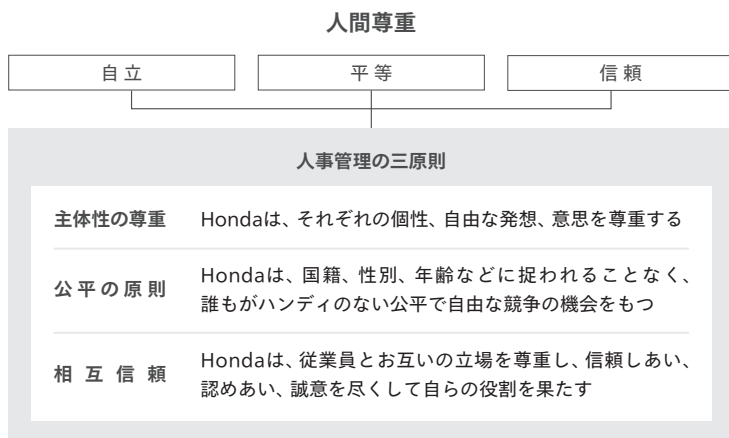 人間尊重
自立
平等
信頼
人事管理の三原則
主体性の尊重
Hondaは、それぞれの個性、自由な発想、意思を尊重する
公平の原則
Hondaは、国籍、性別、年齢などに捉われることなく、
誰もがハンディのない公平で自由な競争の機会をもつ
相互信頼
Hondaは、従業員とお互いの立場を尊重し、信頼しあい、
認めあい、誠意を尽くして自らの役割を果たす